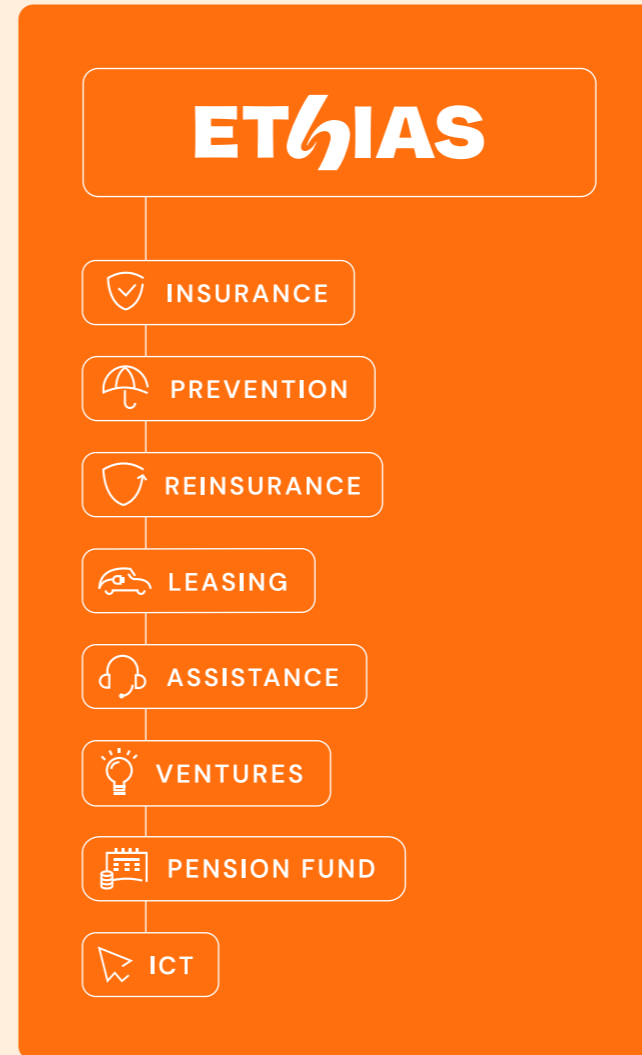 ETHIAS
INSURANCE
PREVENTION
REINSURANCE
LEASING
ASSISTANCE
VENTURES
PENSION FUND
ICT